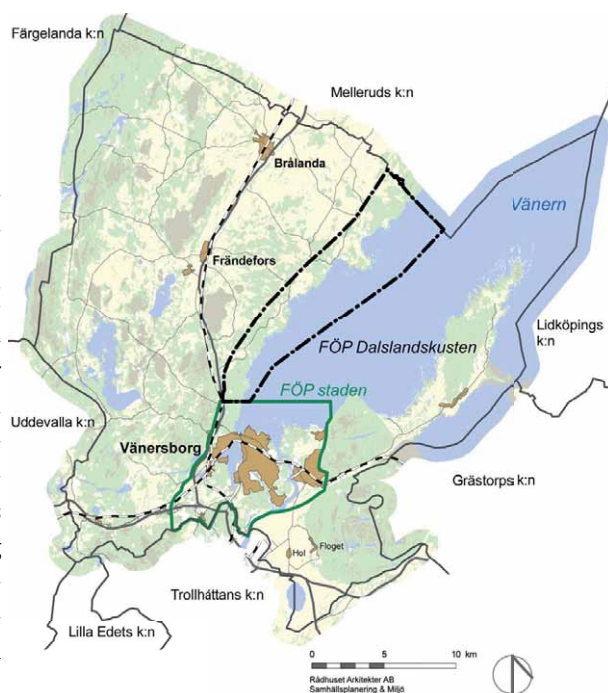 Färgelanda k:n
Melleruds k:n
Brålanda
Vänern
Frändefors
Lidköpings
k:n
FÖP Dalslandskusten
FÖP staden
Uddevalla k:n
Vänersborg
Grästorps k:n
Hol
Floget
Trollhättans k:n
Lilla Edets k:n
0 5 10 km
Rådhuset Arkitekter AB
Samhällsplanering & Miljö